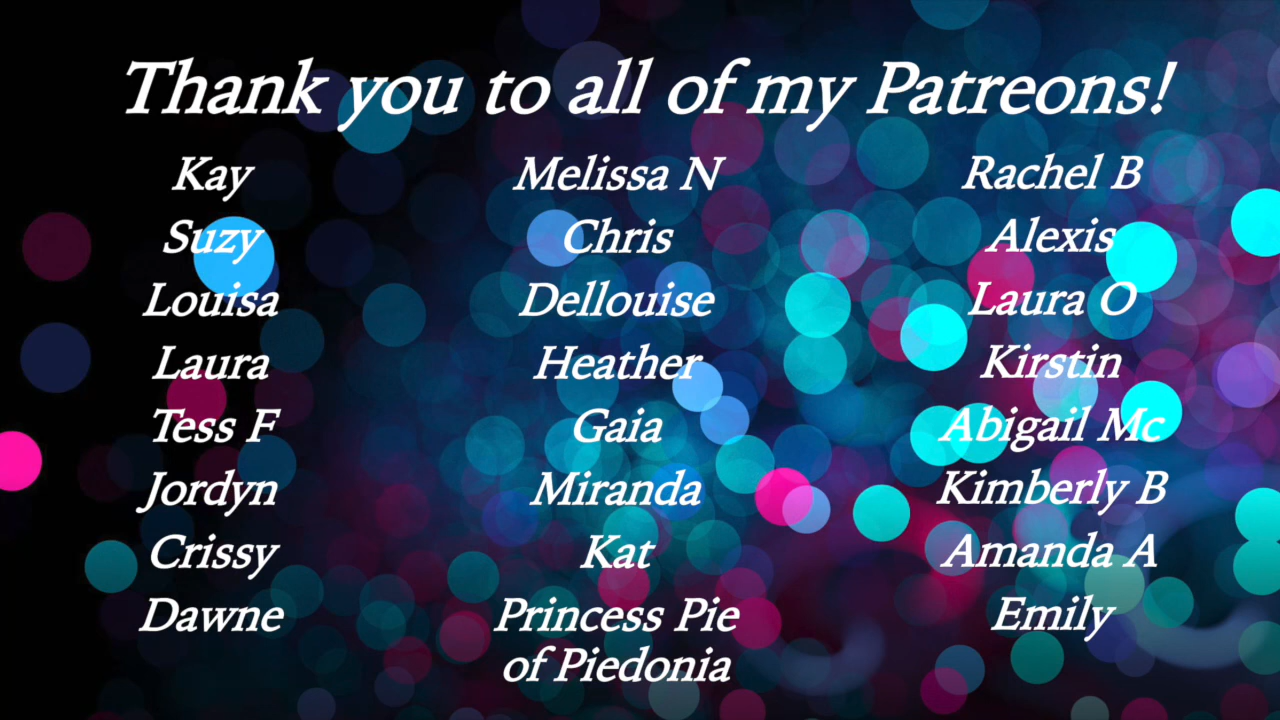 Thank you to all of my Patreons!
Kay
Suzy
Louisa
Laura
Tess F
Jordyn
Crissy
Dawne
Melissa N
Chris
Dellouise
Heather
Gaia
Miranda
Kat
Princess Pie
of Piedonia
Rachel B
Alexis
Laura O
Kirstin
Abigail Mc
Kimberly B
Amanda A
Emily